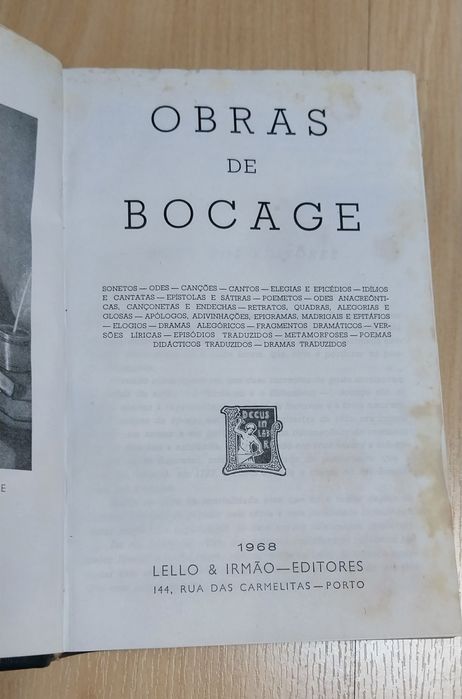 OBRAS
DE
BOCAGE
SONETOS — ODES — CANÇÕES — CANTOS — ELEGIAS E EPICÉDIOS — IDÍLIOS
E CANTATAS — EPÍSTOLAS E SÁTIRAS — POEMETOS — ODES ANACREÔNTI-
CAS, CANÇONETAS E ENDECHAS — RETRATOS, QUADRAS, ALEGORIAS E
GLOSAS — APÓLOGOS, ADIVINHAÇÕES, EPIGRAMAS, MADRIGAIS E EPITÁFIOS
— ELOGIOS — DRAMAS ALEGÓRICOS — FRAGMENTOS DRAMÁTICOS — VER-
SÕES LÍRICAS — EPISÓDIOS TRADUZIDOS — METAMORFOSES — POEMAS
DIDÁCTICOS TRADUZIDOS — DRAMAS TRADUZIDOS
DECUS
IN
LAB
R
E
1968
LELLO & IRMÃO — EDITORES
144, RUA DAS CARMELITAS — PORTO